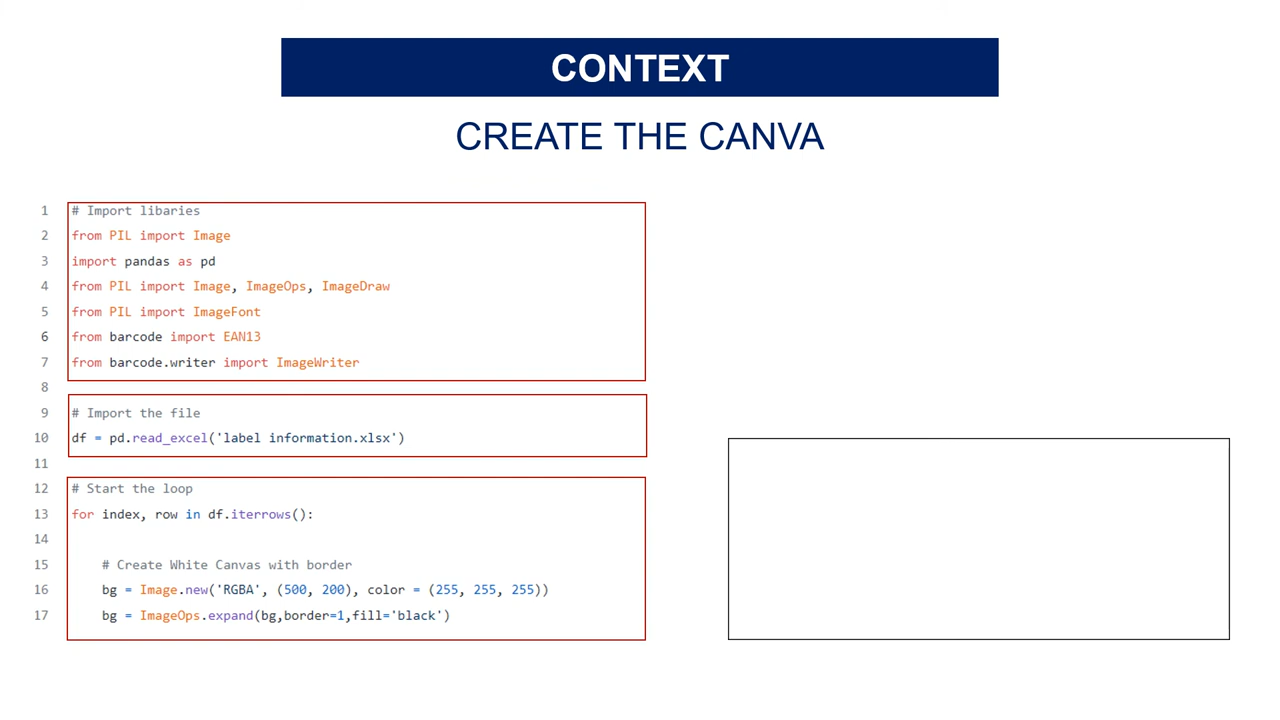 CONTEXT
CREATE THE CANVA
1 # Import libaries
2 from PIL import Image
3 import pandas as pd
4 from PIL import Image, ImageOps, ImageDraw
5 from PIL import ImageFont
6 from barcode import EAN13
7 from barcode.writer import ImageWriter
8
9 # Import the file
10 df = pd.read_excel('label information.xlsx')
11
12 # Start the loop
13 for index, row in df.iterrows():
14
15     # Create White Canvas with border
16     bg = Image.new('RGBA', (500, 200), color = (255, 255, 255))
17     bg = ImageOps.expand(bg,border=1,fill='black')